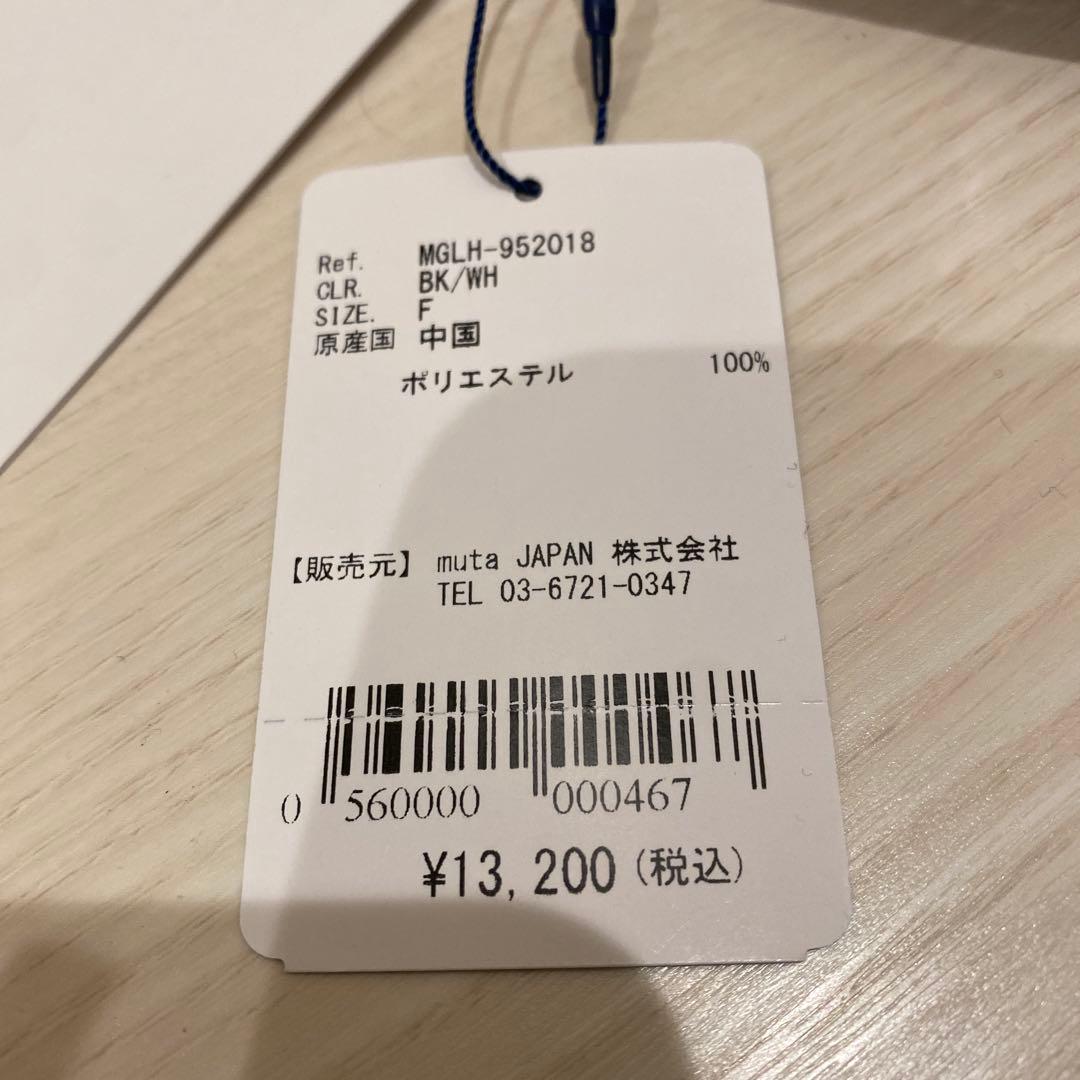 Ref. MGLH-952018
CLR. BK/WH
SIZE. F
原産国 中国
ポリエステル 100%
【販売元】 muta JAPAN 株式会社
TEL 03-6721-0347
0 560000 000467
¥13,200(税込)